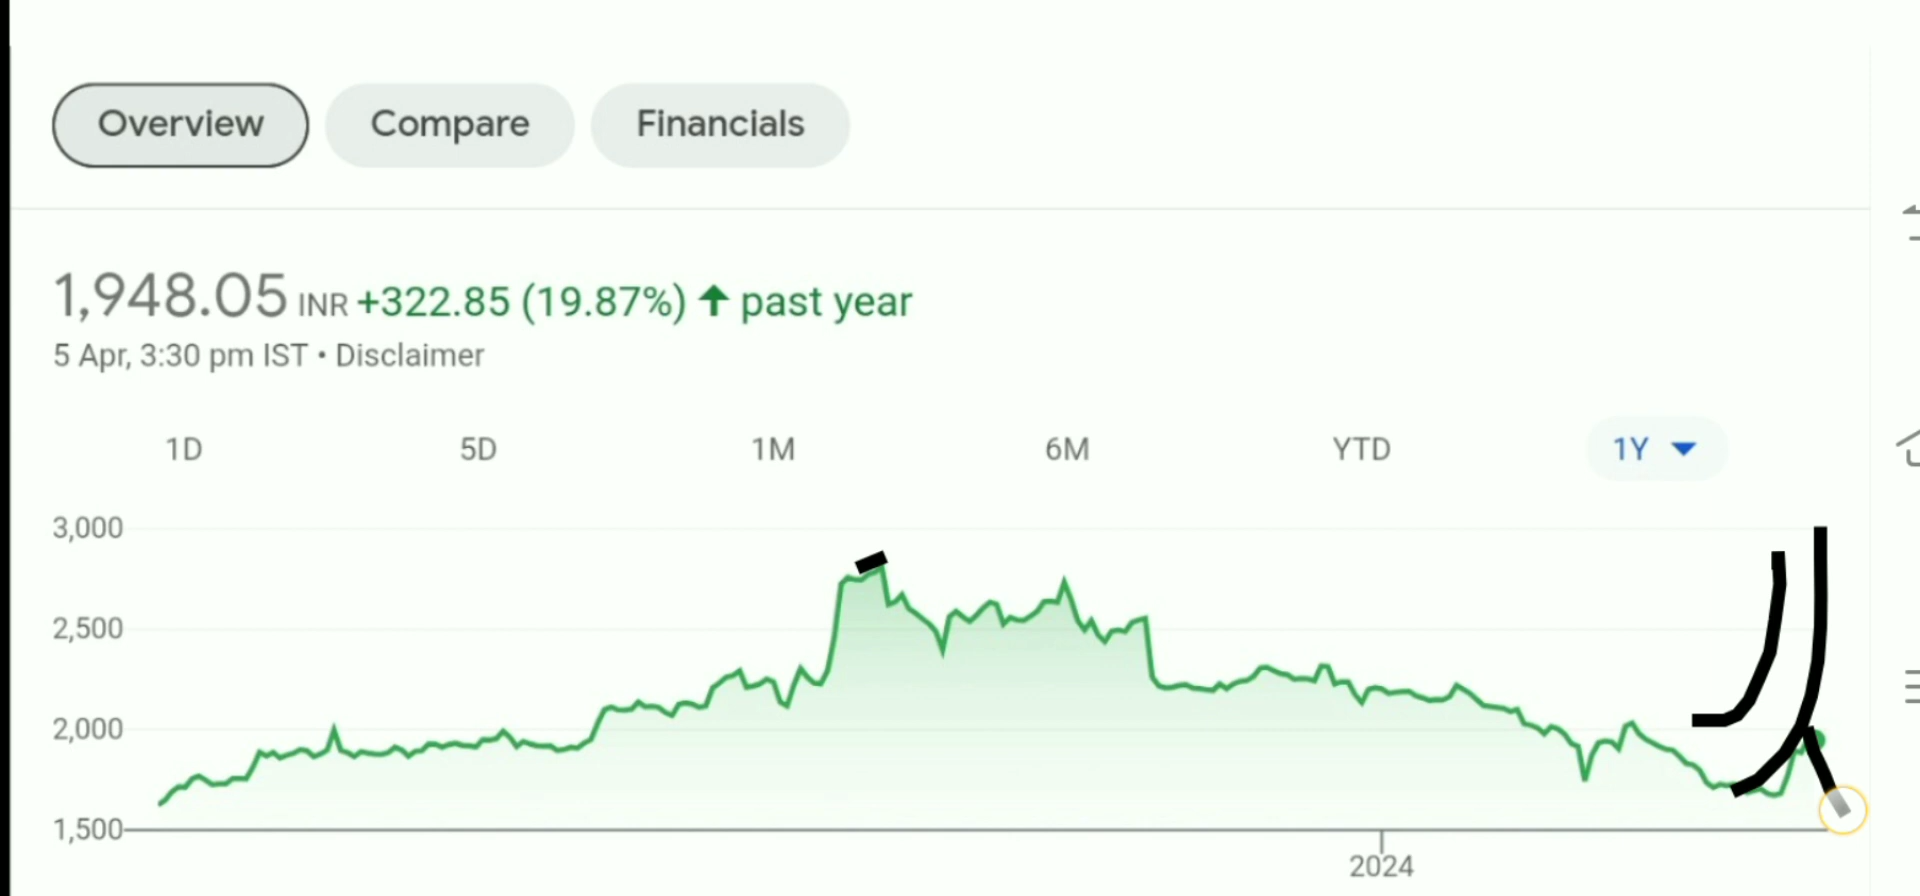 Overview Compare Financials
1,948.05 INR +322.85 (19.87%) ↑ past year
5 Apr, 3:30 pm IST • Disclaimer
1D 5D 1M 6M YTD 1Y
3,000
2,500
2,000
1,500
2024